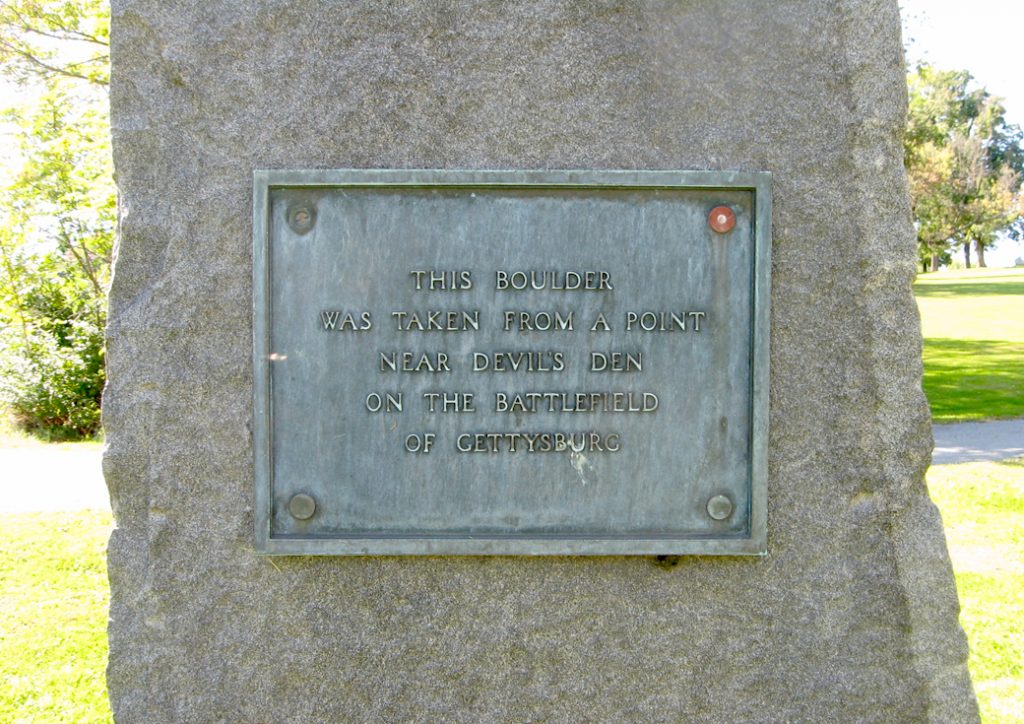 THIS BOULDER
WAS TAKEN FROM A POINT
NEAR DEVIL'S DEN
ON THE BATTLEFIELD
OF GETTYSBURG